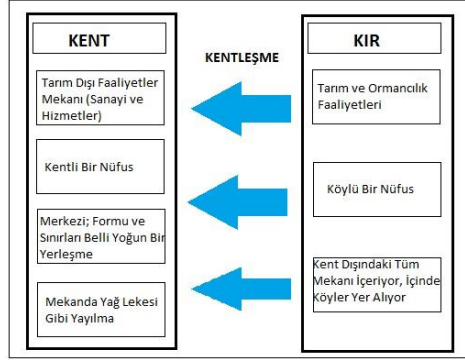 KENT
Tarım Dışı Faaliyetler
Mekanı (Sanayi ve
Hizmetler)
Kentli Bir Nüfus
Merkezi; Formu ve
Sınırları Belli Yoğun Bir
Yerleşme
Mekanda Yağ Lekesi
Gibi Yayılma
KENTLEŞME
KIR
Tarım ve Ormancılık
Faaliyetleri
Köylü Bir Nüfus
Kent Dışındaki Tüm
Mekanı İçeriyor, İçinde
Köyler Yer Alıyor